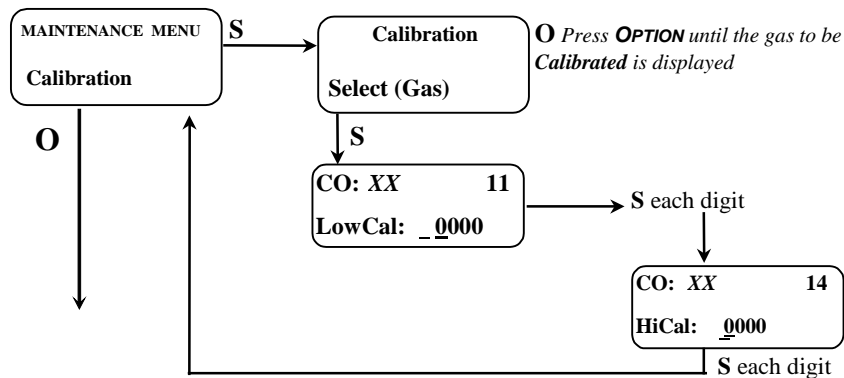 MAINTENANCE MENU
Calibration
S
Calibration
Select (Gas)
O Press OPTION until the gas to be
Calibrated is displayed
O
S
CO: XX 11
LowCal: _ 0000
S each digit
CO: XX 14
HiCal: _0000
S each digit